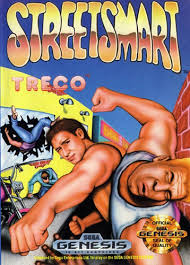 STREETSMART
TRECO
SEGA
GENESIS
OFFICIAL
SEGA
GENESIS
SEAL OF
QUALITY